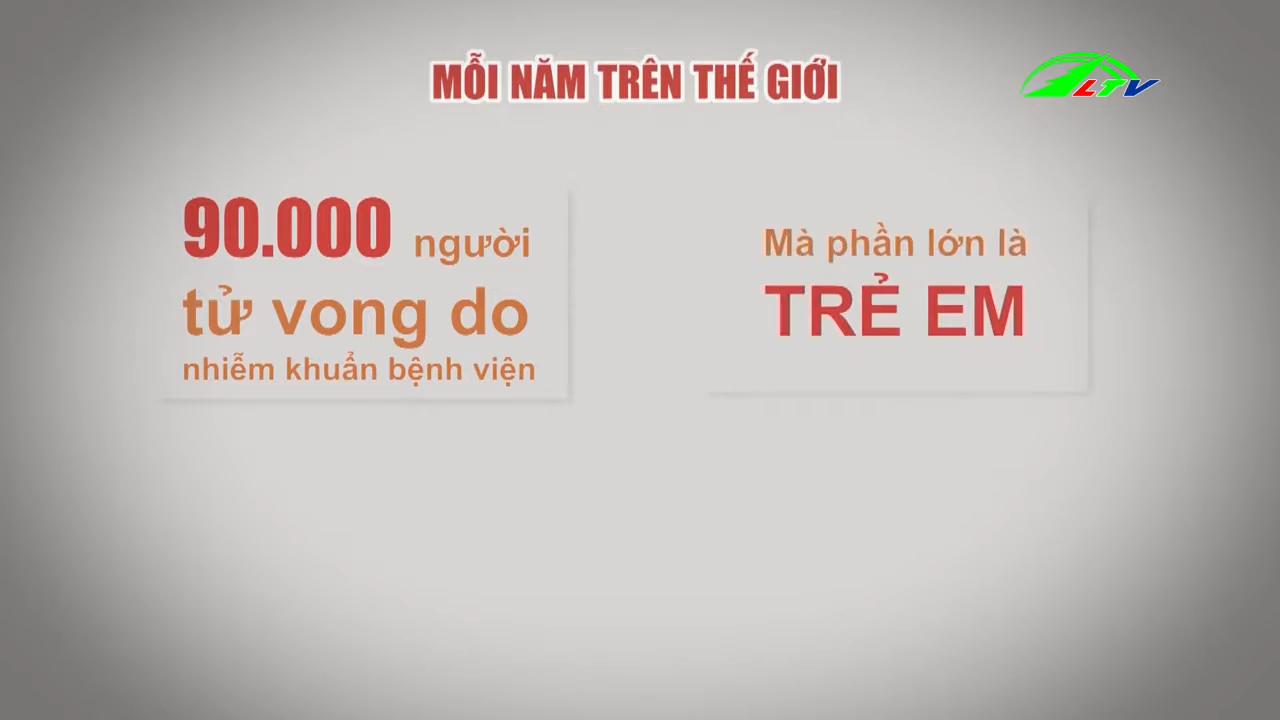 MỖI NĂM TRÊN THẾ GIỚI
LTV
90.000 người
tử vong do
nhiễm khuẩn bệnh viện
Mà phần lớn là
TRẺ EM